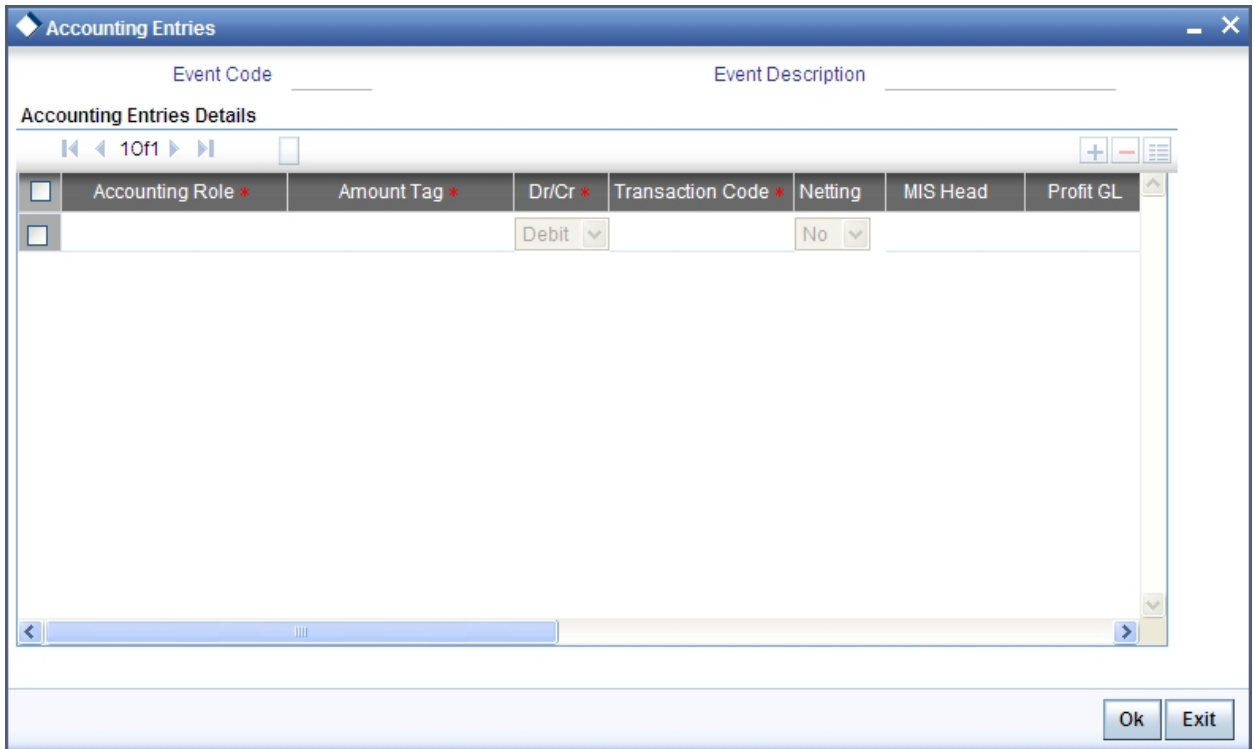 Accounting Entries
Event Code Event Description
Accounting Entries Details
1Of1
Accounting Role * Amount Tag * Dr/Cr * Transaction Code * Netting MIS Head Profit GL
Debit No
Ok Exit